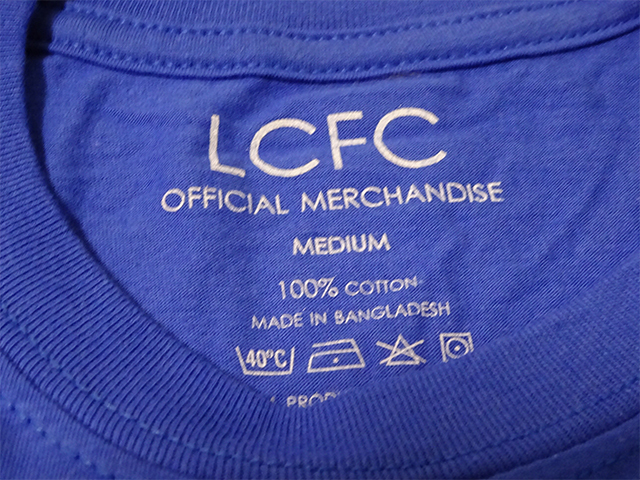 LCFC
OFFICIAL MERCHANDISE
MEDIUM
100% COTTON
MADE IN BANGLADESH
40°C